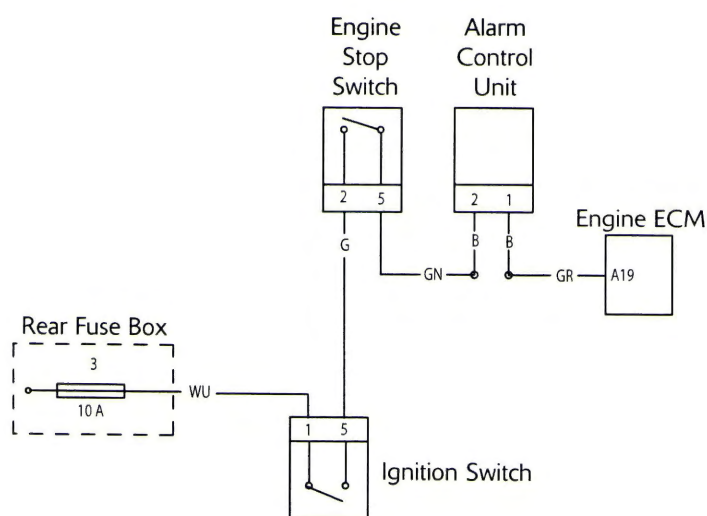 Engine
Stop
Switch
Alarm
Control
Unit
2 5
2 1
Engine ECM
G
B B
GN
GR
A19
Rear Fuse Box
3
10 A
WU
1 5
Ignition Switch